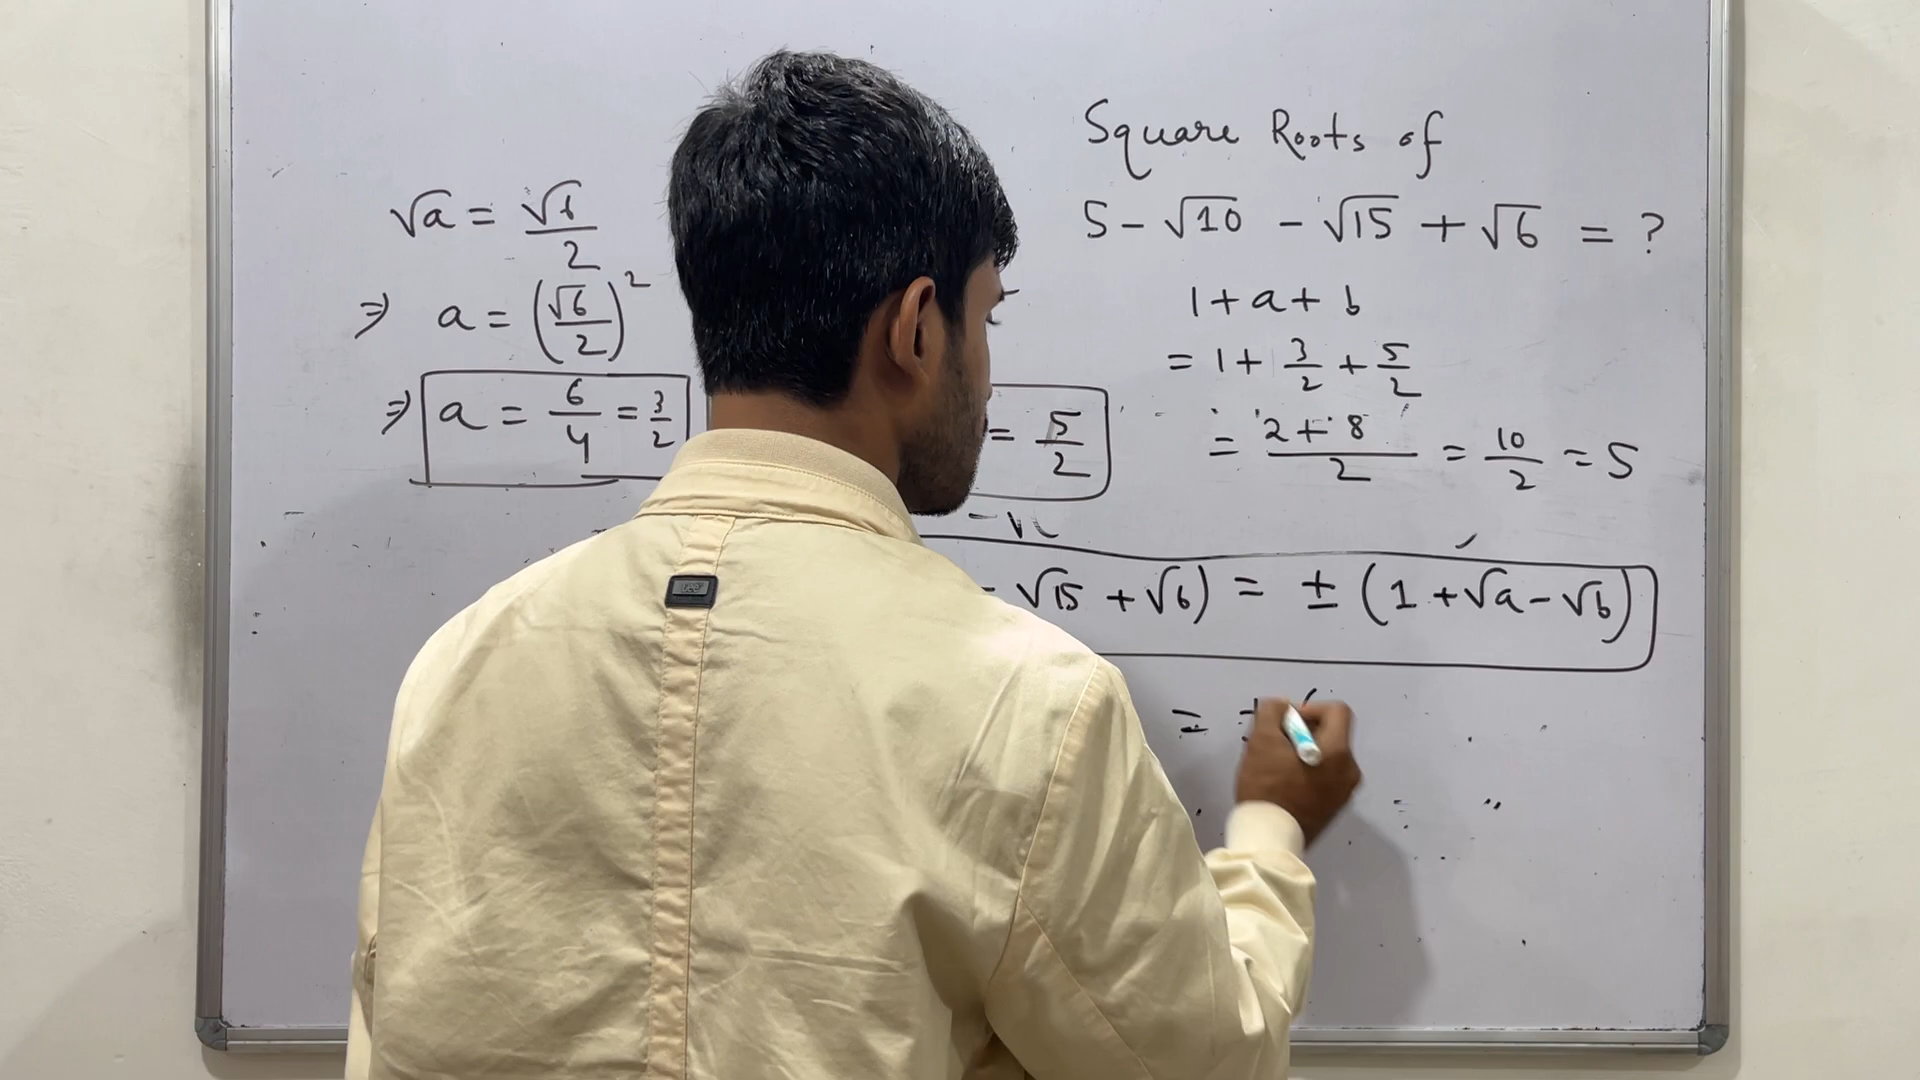 Square Roots of
5 - √10 - √15 + √6 = ?
√a = √6/2
⇒ a = (√6/2)²
⇒ a = 6/4 = 3/2
= 5/2
1 + a + b
= 1 + 3/2 + 5/2
= (2 + 8)/2 = 10/2 = 5
- √15 + √6) = ± (1 + √a - √b)
= ± (
Lee